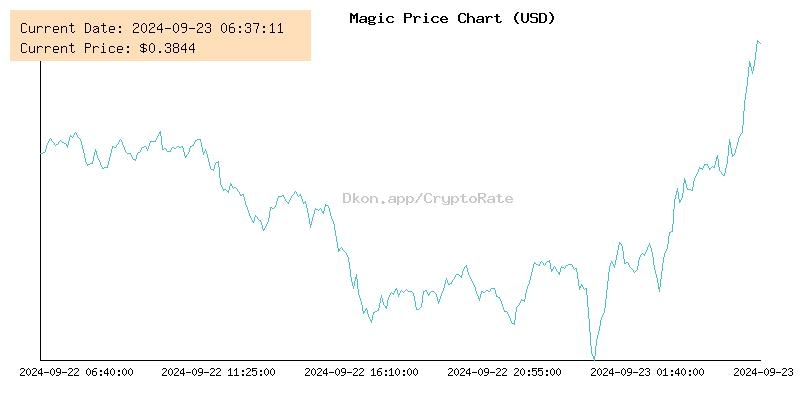 Magic Price Chart (USD)
Current Date: 2024-09-23 06:37:11
Current Price: $0.3844
Dkon.app/CryptoRate
2024-09-22 06:40:00 2024-09-22 11:25:00 2024-09-22 16:10:00 2024-09-22 20:55:00 2024-09-23 01:40:00 2024-09-23